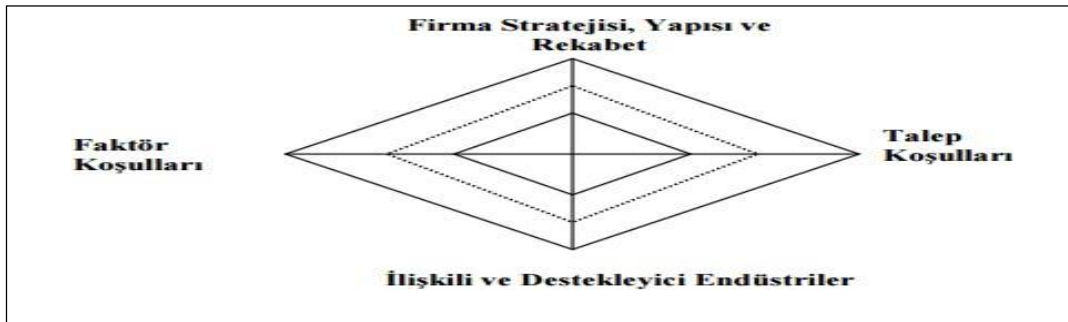 Firma Stratejisi, Yapısı ve
Rekabet
Faktör
Koşulları
Talep
Koşulları
İlişkili ve Destekleyici Endüstriler